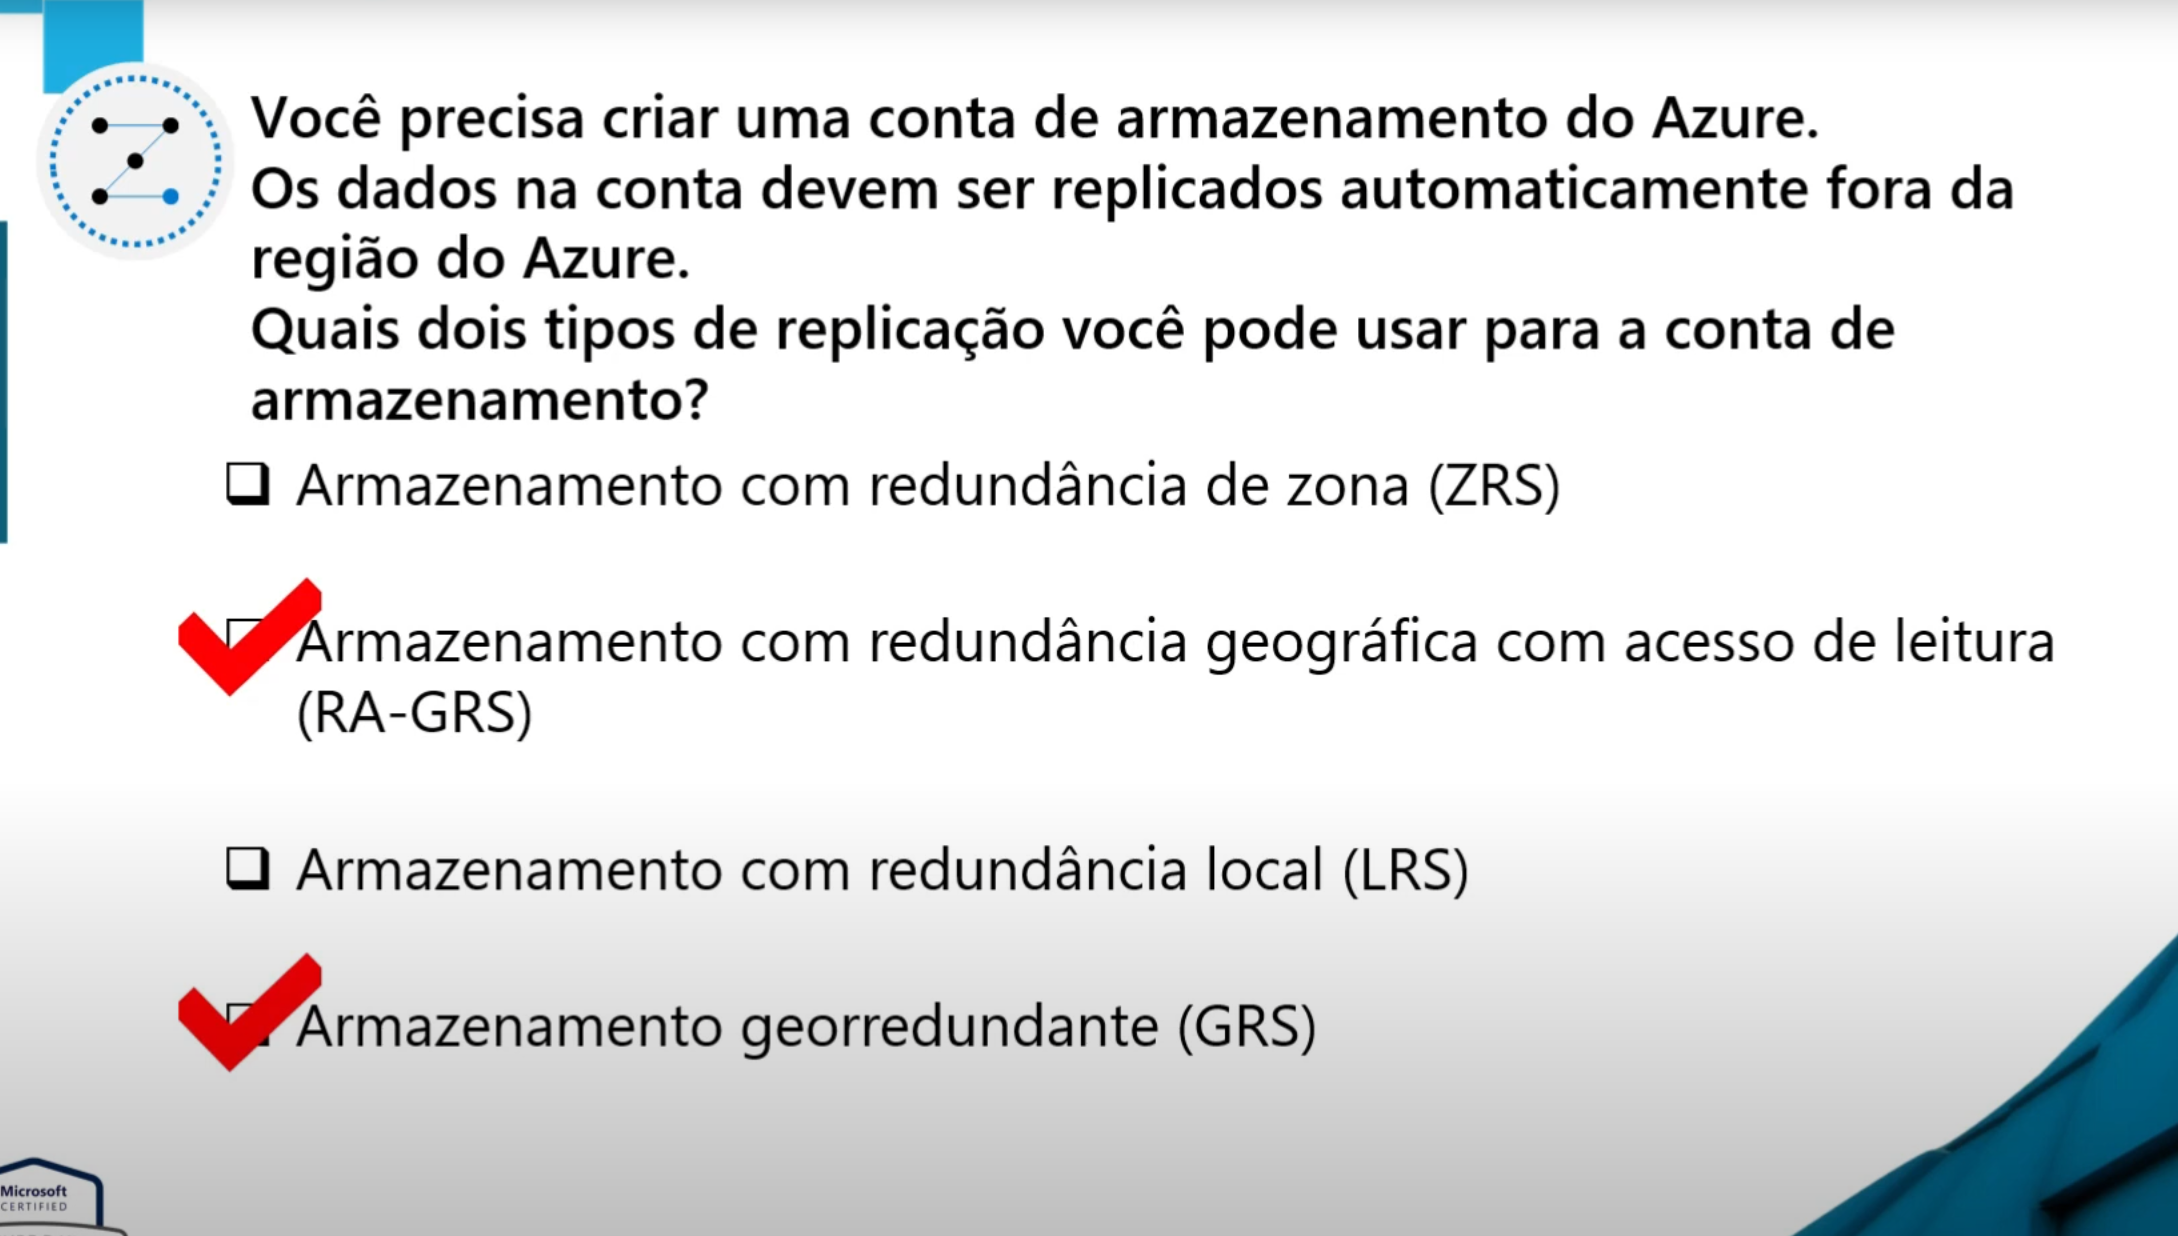 Você precisa criar uma conta de armazenamento do Azure.
Os dados na conta devem ser replicados automaticamente fora da
região do Azure.
Quais dois tipos de replicação você pode usar para a conta de
armazenamento?
Armazenamento com redundância de zona (ZRS)
Armazenamento com redundância geográfica com acesso de leitura
(RA-GRS)
Armazenamento com redundância local (LRS)
Armazenamento georredundante (GRS)
Microsoft
CERTIFIED